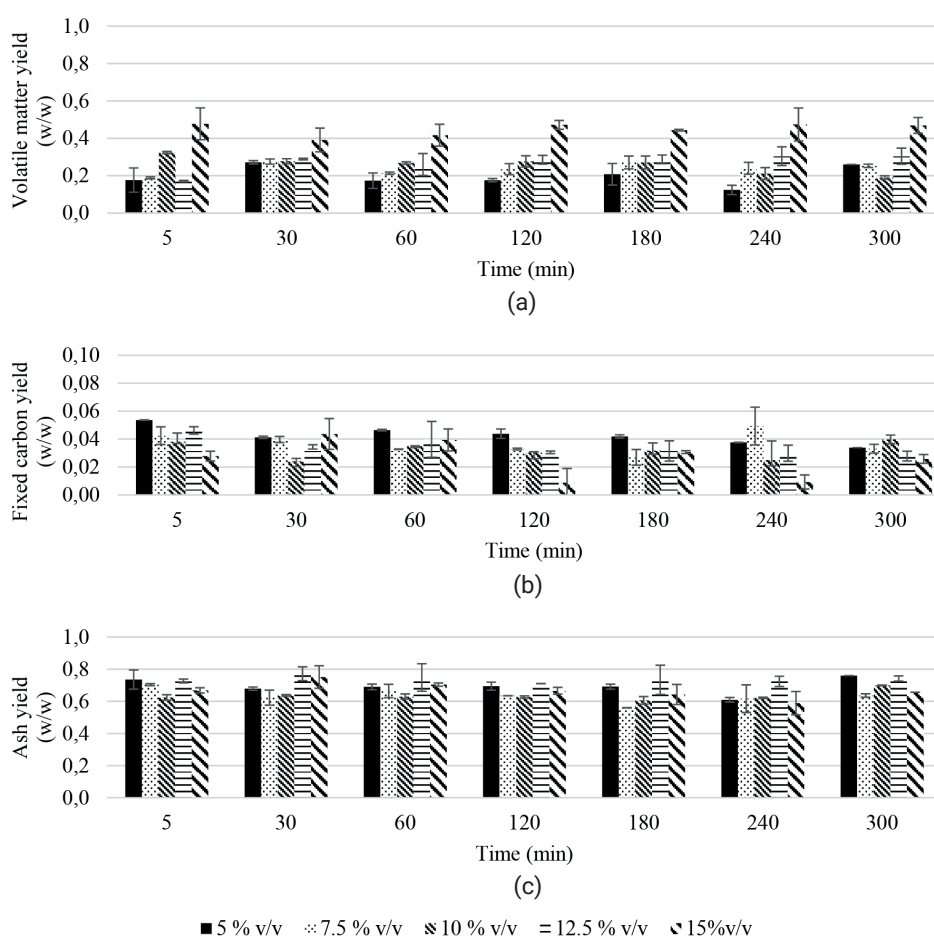 Volatile matter yield
(w/w)
1,0
0,8
0,6
0,4
0,2
0,0
5 30 60 120 180 240 300
Time (min)
(a)
Fixed carbon yield
(w/w)
0,10
0,08
0,06
0,04
0,02
0,00
5 30 60 120 180 240 300
Time (min)
(b)
Ash yield
(w/w)
1,0
0,8
0,6
0,4
0,2
0,0
5 30 60 120 180 240 300
Time (min)
(c)
5 % v/v 7.5 % v/v 10 % v/v 12.5 % v/v 15%v/v